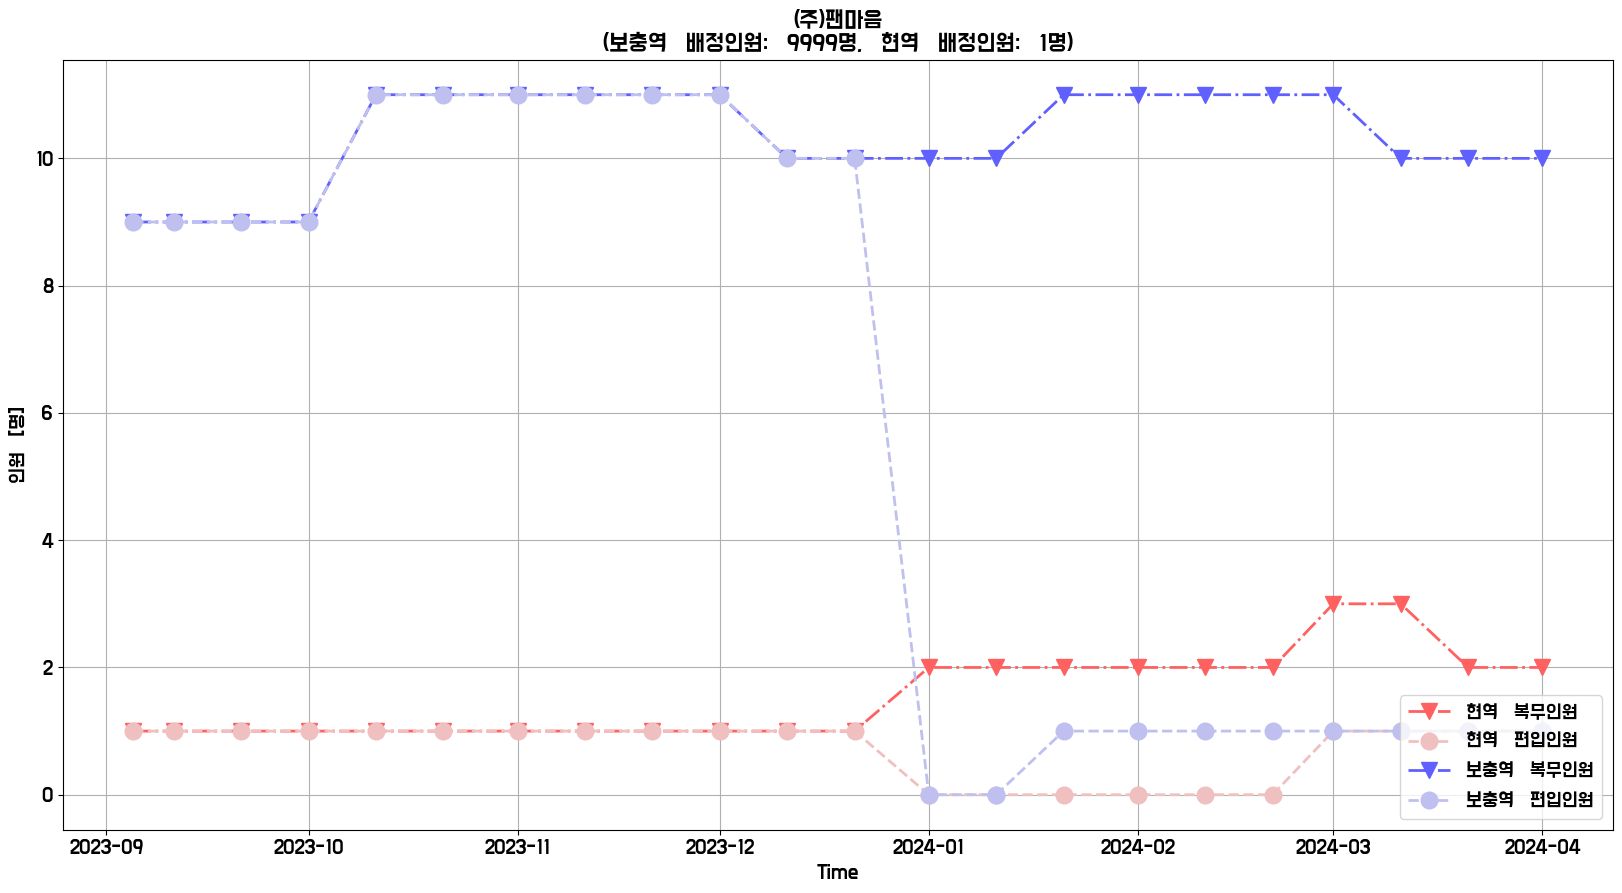 (주)팬마음
(보충역 배정인원: 9999명, 현역 배정인원: 1명)
인원 [명]
10
8
6
4
2
0
2023-09 2023-10 2023-11 2023-12 2024-01 2024-02 2024-03 2024-04
Time
현역 복무인원
현역 편입인원
보충역 복무인원
보충역 편입인원